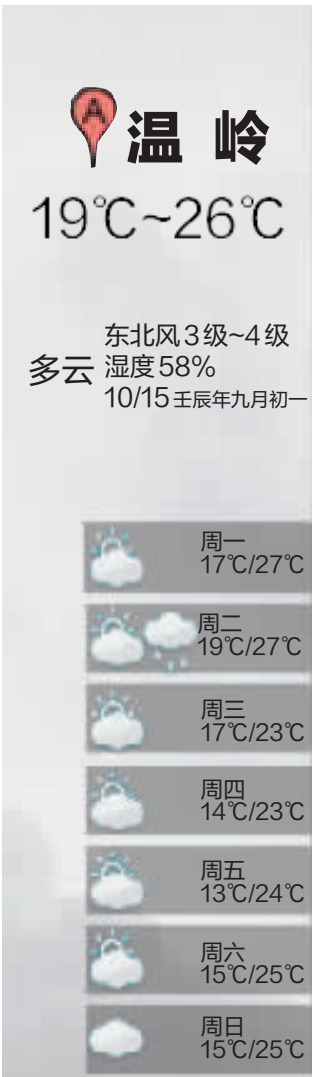 A
温 岭
19℃~26℃
多云
东北风3级~4级
湿度58%
10/15壬辰年九月初一
周一
17℃/27℃
周二
19℃/27℃
周三
17℃/23℃
周四
14℃/23℃
周五
13℃/24℃
周六
15℃/25℃
周日
15℃/25℃